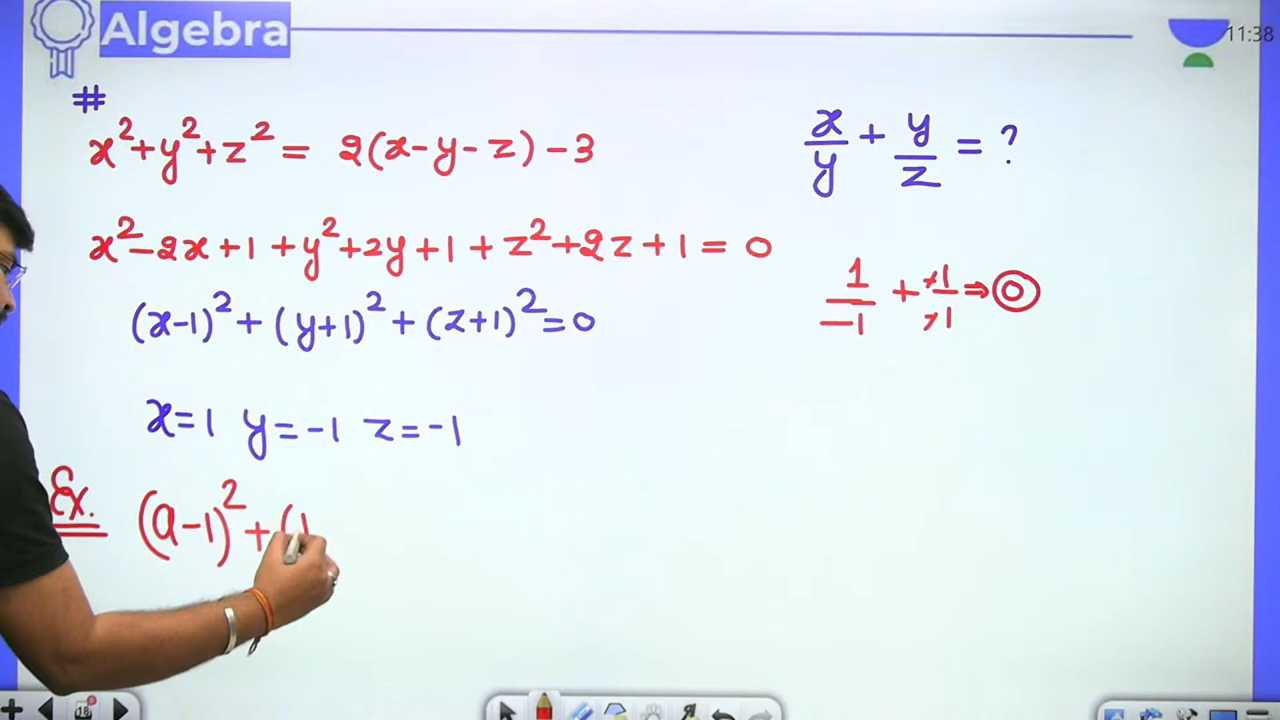 Algebra
11:38
#
x²+y²+z² = 2(x-y-z)-3
x/y + y/z = ?
x²-2x+1+y²+2y+1+z²+2z+1=0
1/-1 + -1/-1 ⇒ 0
(x-1)²+(y+1)²+(z+1)²=0
x=1 y=-1 z=-1
Ex. (a-1)²+(
18